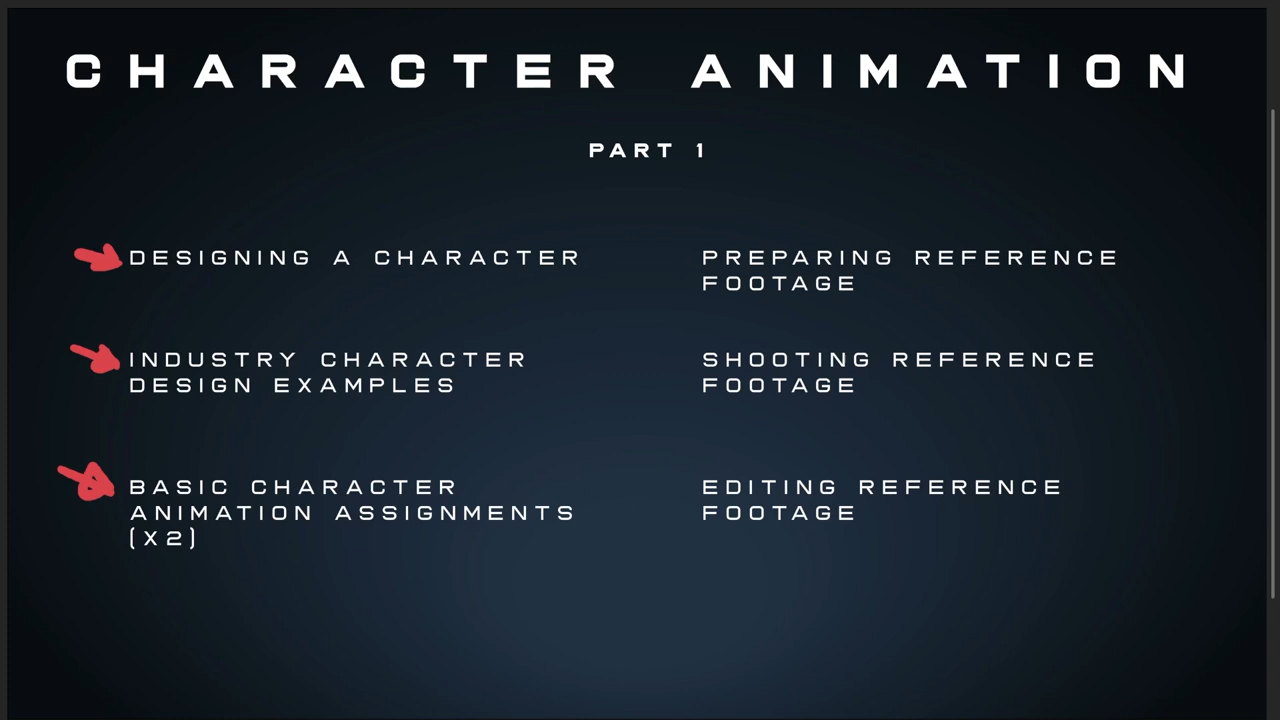 CHARACTER ANIMATION
PART 1
DESIGNING A CHARACTER
INDUSTRY CHARACTER
DESIGN EXAMPLES
BASIC CHARACTER
ANIMATION ASSIGNMENTS
(X2)
PREPARING REFERENCE
FOOTAGE
SHOOTING REFERENCE
FOOTAGE
EDITING REFERENCE
FOOTAGE